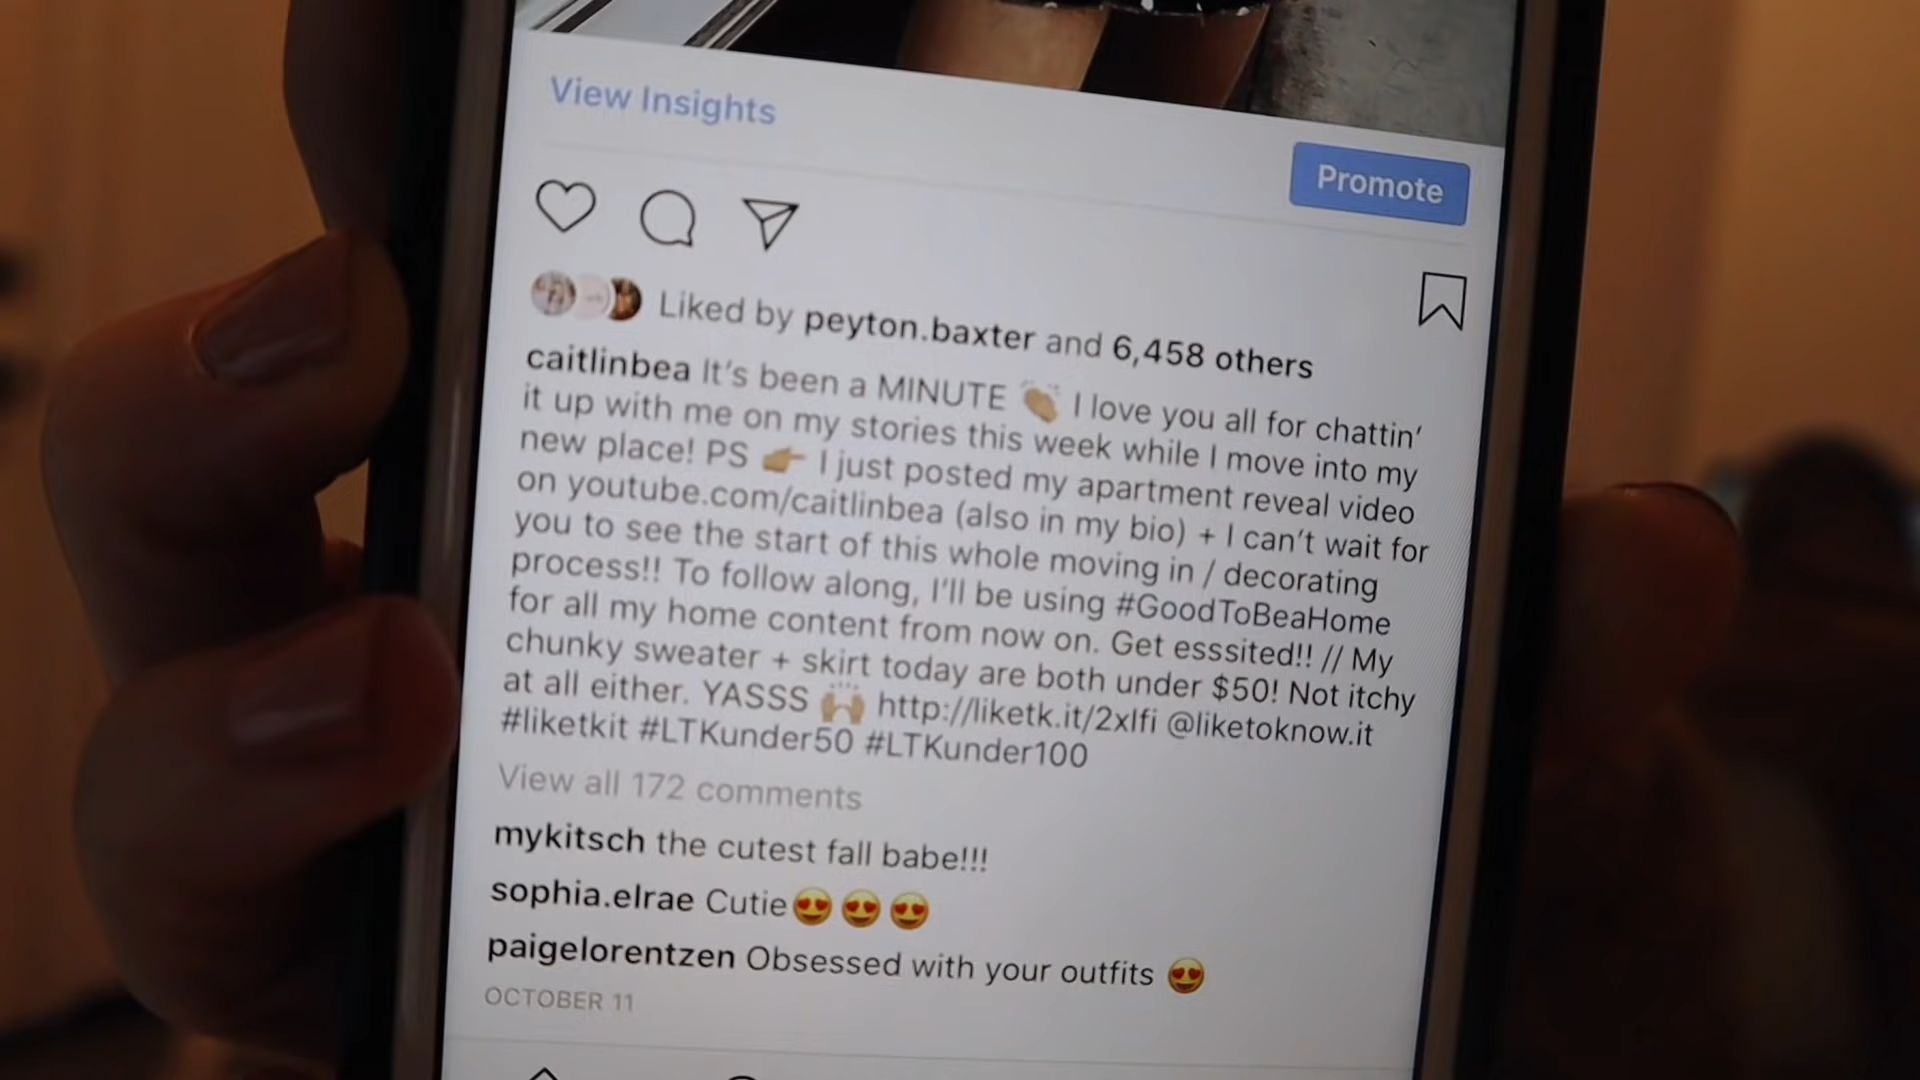 View Insights
Promote
Liked by peyton.baxter and 6,458 others
caitlinbea It's been a MINUTE 👏🏼 I love you all for chattin'
it up with me on my stories this week while I move into my
new place! PS 👉🏼 I just posted my apartment reveal video
on youtube.com/caitlinbea (also in my bio) + I can't wait for
you to see the start of this whole moving in / decorating
process!! To follow along, I'll be using #GoodToBeaHome
for all my home content from now on. Get esssited!! // My
chunky sweater + skirt today are both under $50! Not itchy
at all either. YASSS 🙌🏼 http://liketk.it/2xlfi @liketoknow.it
#liketkit #LTKunder50 #LTKunder100
View all 172 comments
mykitsch the cutest fall babe!!!
sophia.elrae Cutie😍😍😍
paigelorentzen Obsessed with your outfits 😍
OCTOBER 11